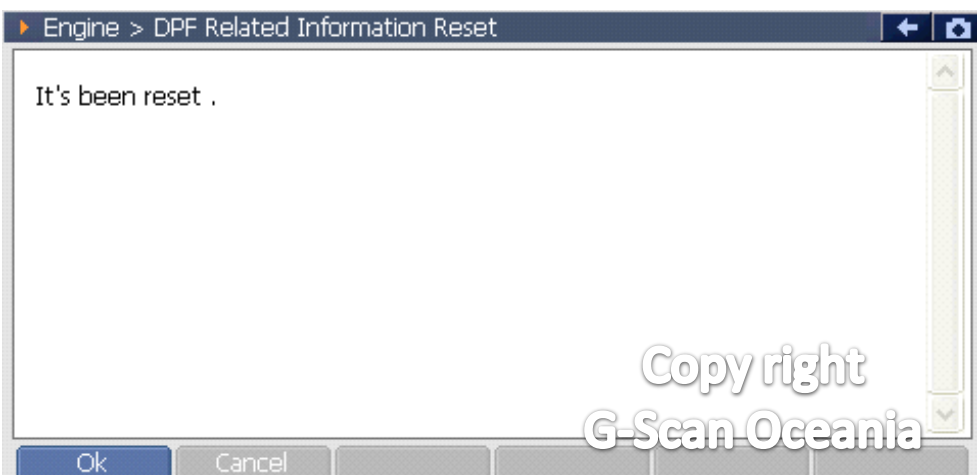 Engine > DPF Related Information Reset
It's been reset .
Copy right
G-Scan Oceania
Ok
Cancel